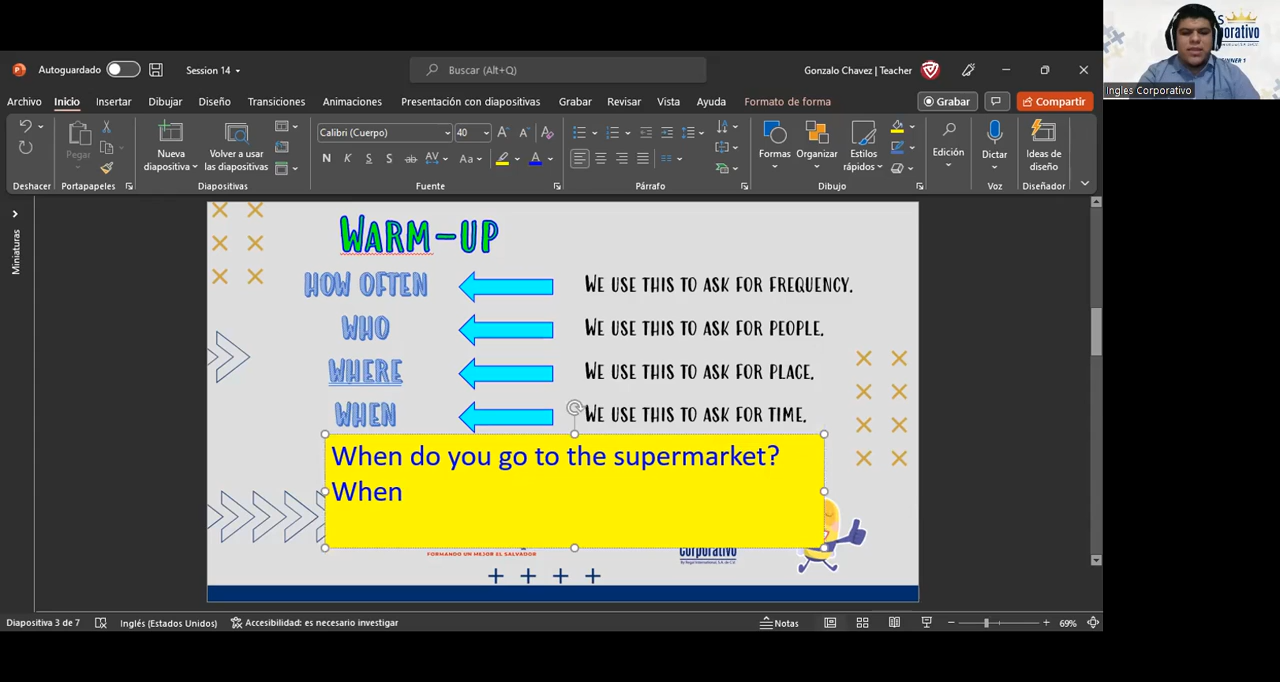 Autoguardado
Session 14
Buscar (Alt+Q)
Gonzalo Chavez | Teacher
Archivo Inicio Insertar Dibujar Diseño Transiciones Animaciones Presentación con diapositivas Grabar Revisar Vista Ayuda Formato de forma
Grabar
Compartir
Pegar
Nueva diapositiva
Volver a usar las diapositivas
Calibri (Cuerpo) 40
N K S S ab AV Aa A
Formas
Organizar
Estilos rápidos
Edición
Dictar
Ideas de diseño
Deshacer Portapapeles Diapositivas Fuente Párrafo Dibujo Voz Diseñador
Miniaturas
WARM-UP
HOW OFTEN WE USE THIS TO ASK FOR FREQUENCY.
WHO WE USE THIS TO ASK FOR PEOPLE.
WHERE WE USE THIS TO ASK FOR PLACE.
WHEN WE USE THIS TO ASK FOR TIME.
When do you go to the supermarket?
When
FORMANDO UN MEJOR EL SALVADOR
corporativo
Diapositiva 3 de 7
Inglés (Estados Unidos)
Accesibilidad: es necesario investigar
Notas
69%
Ingles Corporativo